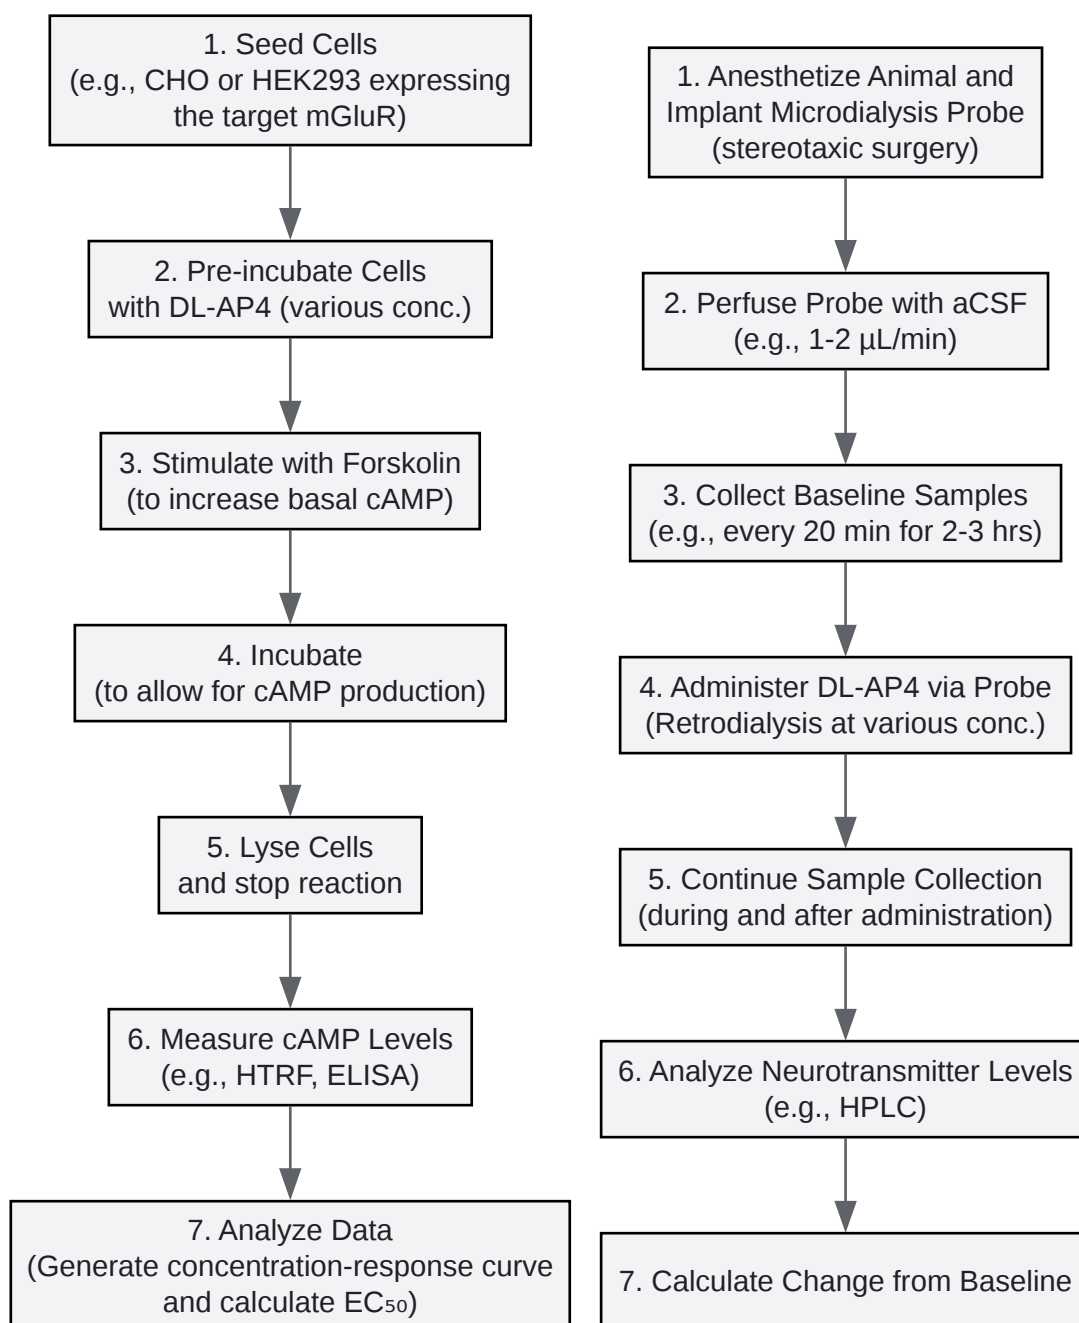 1. Seed Cells
(e.g., CHO or HEK293 expressing
the target mGluR)
2. Pre-incubate Cells
with DL-AP4 (various conc.)
3. Stimulate with Forskolin
(to increase basal cAMP)
4. Incubate
(to allow for cAMP production)
5. Lyse Cells
and stop reaction
6. Measure cAMP Levels
(e.g., HTRF, ELISA)
7. Analyze Data
(Generate concentration-response curve
and calculate EC₅₀)
1. Anesthetize Animal and
Implant Microdialysis Probe
(stereotaxic surgery)
2. Perfuse Probe with aCSF
(e.g., 1-2 µL/min)
3. Collect Baseline Samples
(e.g., every 20 min for 2-3 hrs)
4. Administer DL-AP4 via Probe
(Retrodialysis at various conc.)
5. Continue Sample Collection
(during and after administration)
6. Analyze Neurotransmitter Levels
(e.g., HPLC)
7. Calculate Change from Baseline